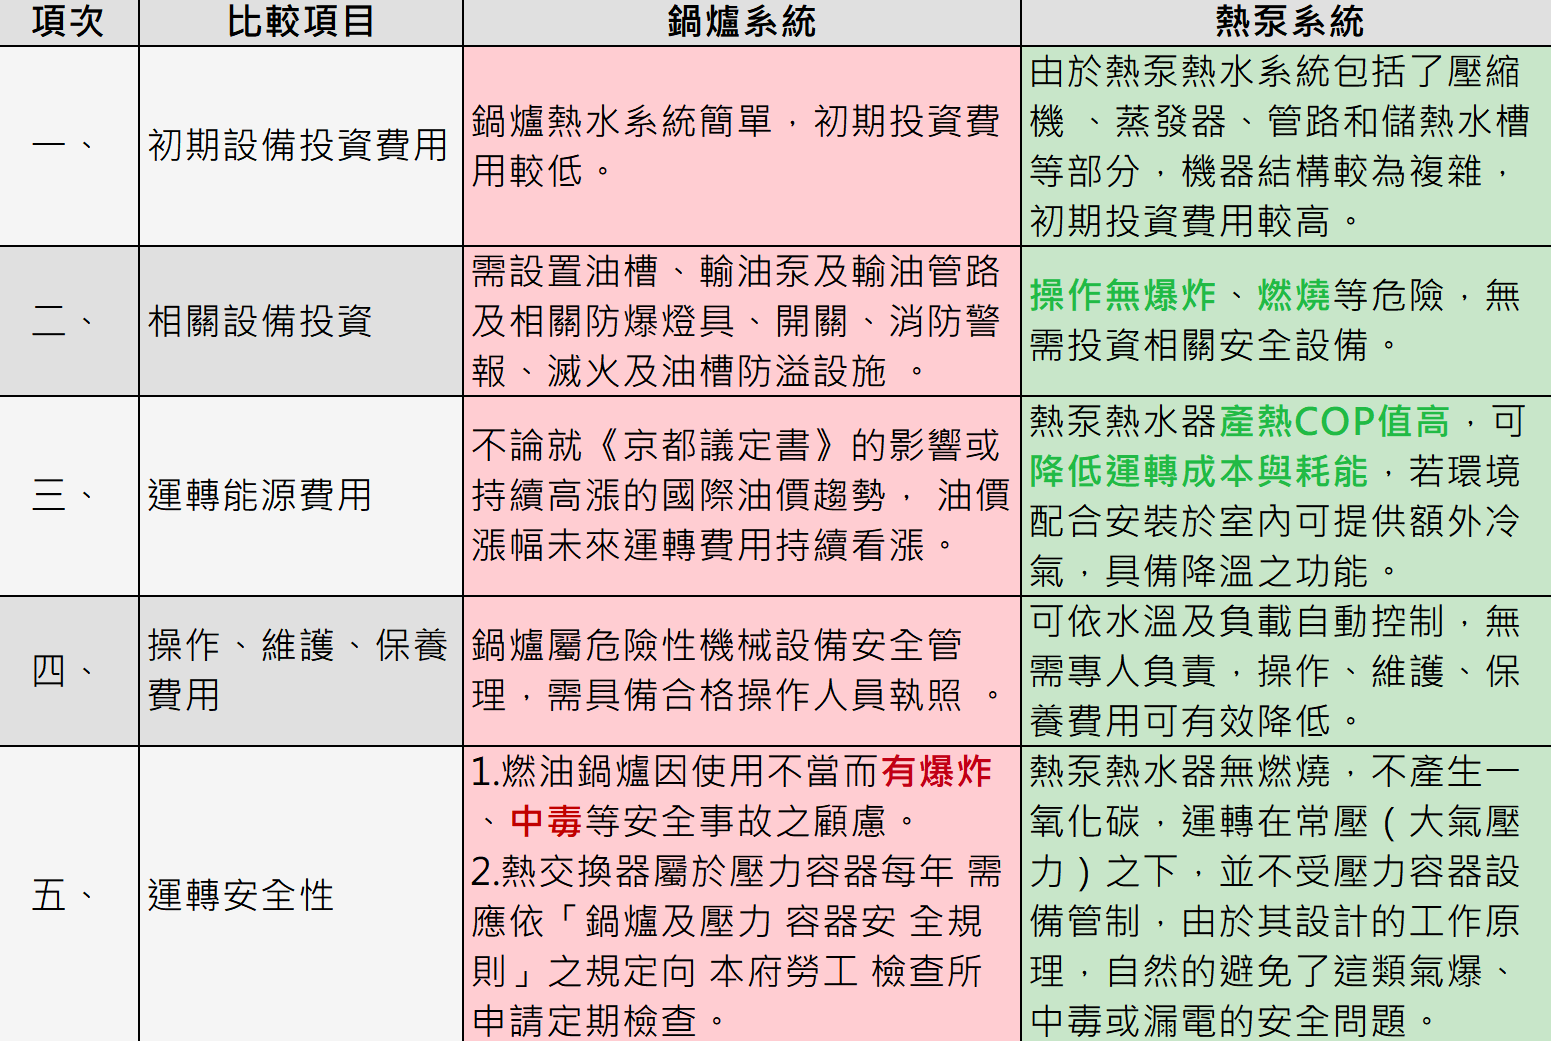 項次 比較項目 鍋爐系統 熱泵系統
一、 初期設備投資費用
鍋爐熱水系統簡單，初期投資費
用較低。
由於熱泵熱水系統包括了壓縮
機 、蒸發器、管路和儲熱水槽
等部分，機器結構較為複雜，
初期投資費用較高。
二、 相關設備投資
需設置油槽、輸油泵及輸油管路
及相關防爆燈具、開關、消防警
報、滅火及油槽防溢設施 。
操作無爆炸、燃燒等危險，無
需投資相關安全設備。
三、 運轉能源費用
不論就《京都議定書》的影響或
持續高漲的國際油價趨勢， 油價
漲幅未來運轉費用持續看漲。
熱泵熱水器產熱COP值高，可
降低運轉成本與耗能，若環境
配合安裝於室內可提供額外冷
氣，具備降溫之功能。
四、 操作、維護、保養
費用
鍋爐屬危險性機械設備安全管
理，需具備合格操作人員執照 。
可依水溫及負載自動控制，無
需專人負責，操作、維護、保
養費用可有效降低。
五、 運轉安全性
1.燃油鍋爐因使用不當而有爆炸
、中毒等安全事故之顧慮。
2.熱交換器屬於壓力容器每年 需
應依「鍋爐及壓力 容器安 全規
則」之規定向 本府勞工 檢查所
申請定期檢查。
熱泵熱水器無燃燒，不產生一
氧化碳，運轉在常壓（大氣壓
力）之下，並不受壓力容器設
備管制，由於其設計的工作原
理，自然的避免了這類氣爆、
中毒或漏電的安全問題。